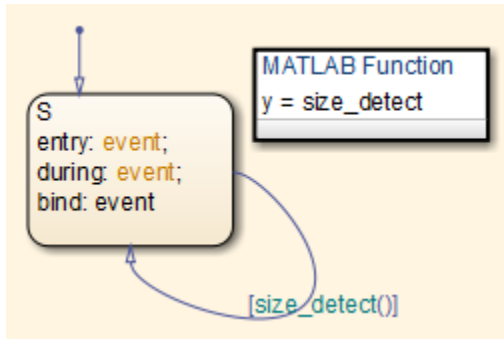 S
entry: event;
during: event;
bind: event
MATLAB Function
y = size_detect
[size_detect()]